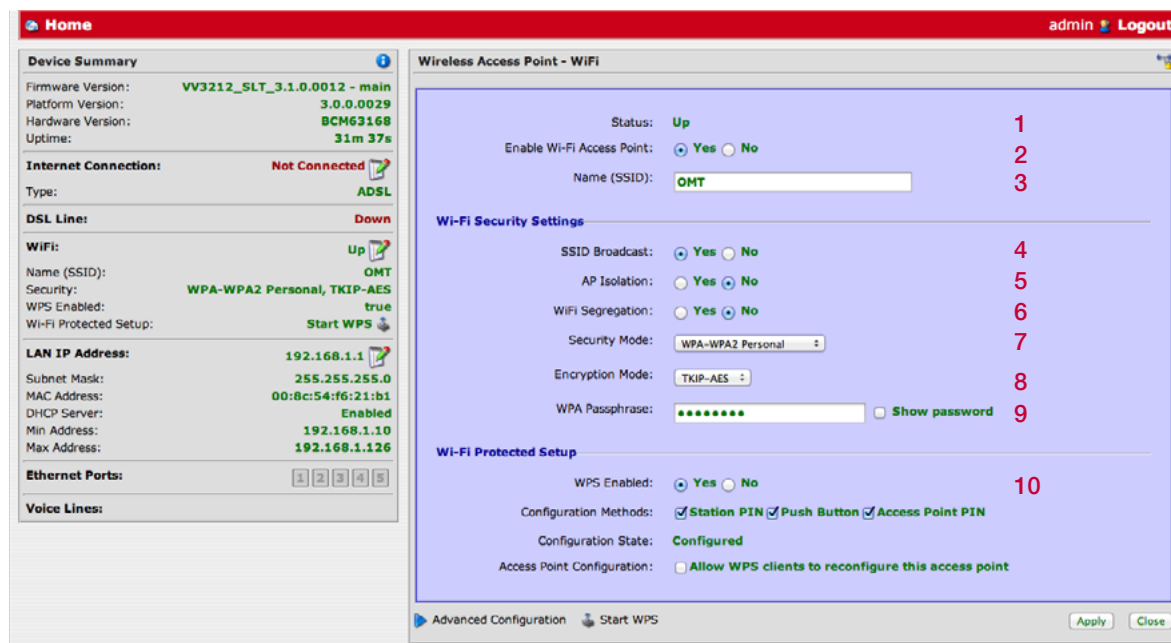 Home
admin Logout
Device Summary
Firmware Version: VV3212_SLT_3.1.0.0012 - main
Platform Version: 3.0.0.0029
Hardware Version: BCM63168
Uptime: 31m 37s
Internet Connection: Not Connected
Type: ADSL
DSL Line: Down
WiFi: Up
Name (SSID): OMT
Security: WPA-WPA2 Personal, TKIP-AES
WPS Enabled: true
Wi-Fi Protected Setup: Start WPS
LAN IP Address: 192.168.1.1
Subnet Mask: 255.255.255.0
MAC Address: 00:8c:54:f6:21:b1
DHCP Server: Enabled
Min Address: 192.168.1.10
Max Address: 192.168.1.126
Ethernet Ports: 1 2 3 4 5
Voice Lines:
Wireless Access Point - WiFi
Status: Up 1
Enable Wi-Fi Access Point: Yes No 2
Name (SSID): OMT 3
Wi-Fi Security Settings
SSID Broadcast: Yes No 4
AP Isolation: Yes No 5
WiFi Segregation: Yes No 6
Security Mode: WPA-WPA2 Personal 7
Encryption Mode: TKIP-AES 8
WPA Passphrase: •••••••• Show password 9
Wi-Fi Protected Setup
WPS Enabled: Yes No 10
Configuration Methods: Station PIN Push Button Access Point PIN
Configuration State: Configured
Access Point Configuration: Allow WPS clients to reconfigure this access point
Advanced Configuration Start WPS Apply Close